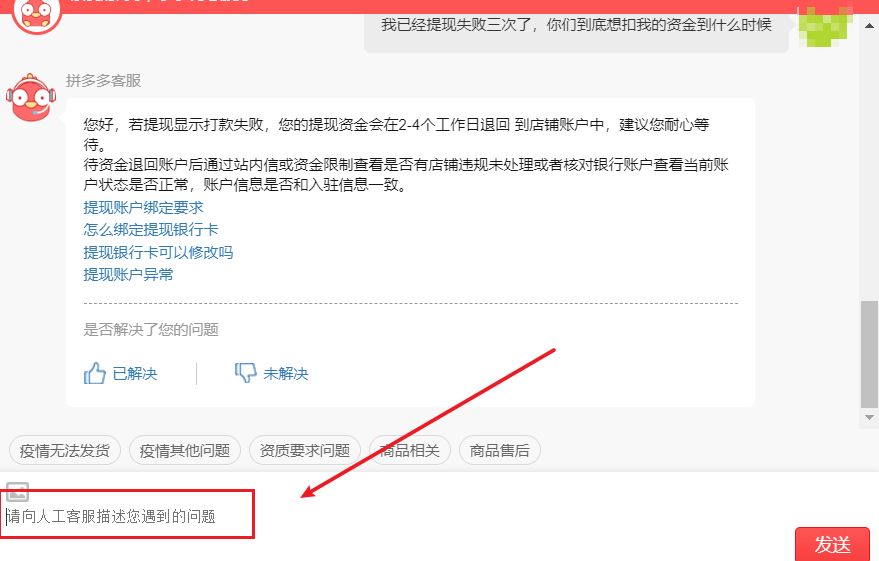 我已经提现失败三次了，你们到底想扣我的资金到什么时候
拼多多客服
您好，若提现显示打款失败，您的提现资金会在2-4个工作日退回 到店铺账户中，建议您耐心等
待。
待资金退回账户后通过站内信或资金限制查看是否有店铺违规未处理或者核对银行账户查看当前账
户状态是否正常，账户信息是否和入驻信息一致。
提现账户绑定要求
怎么绑定提现银行卡
提现银行卡可以修改吗
提现账户异常
是否解决了您的问题
已解决 未解决
疫情无法发货 疫情其他问题 资质要求问题 商品相关 商品售后
请向人工客服描述您遇到的问题
发送